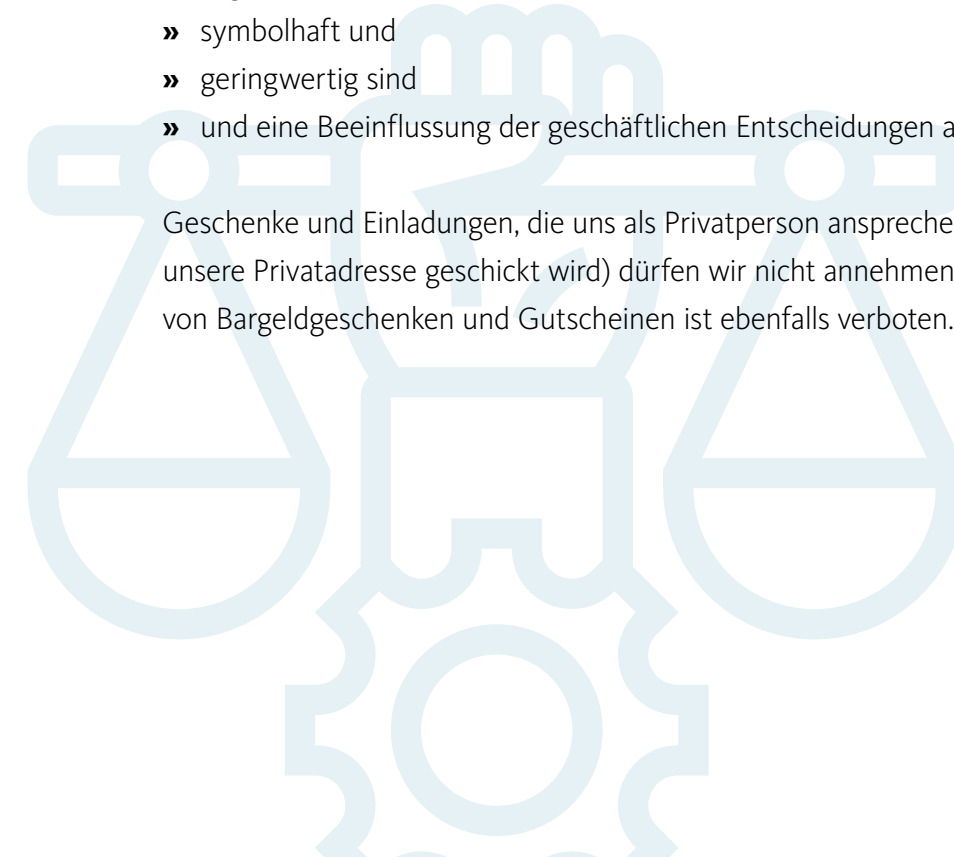 » symbolhaft und
» geringwertig sind
» und eine Beeinflussung der geschäftlichen Entscheidungen
Geschenke und Einladungen, die uns als Privatperson
unsere Privatadresse geschickt wird) dürfen wir nicht annehmen
von Bargeldgeschenken und Gutscheinen ist ebenfalls verboten.